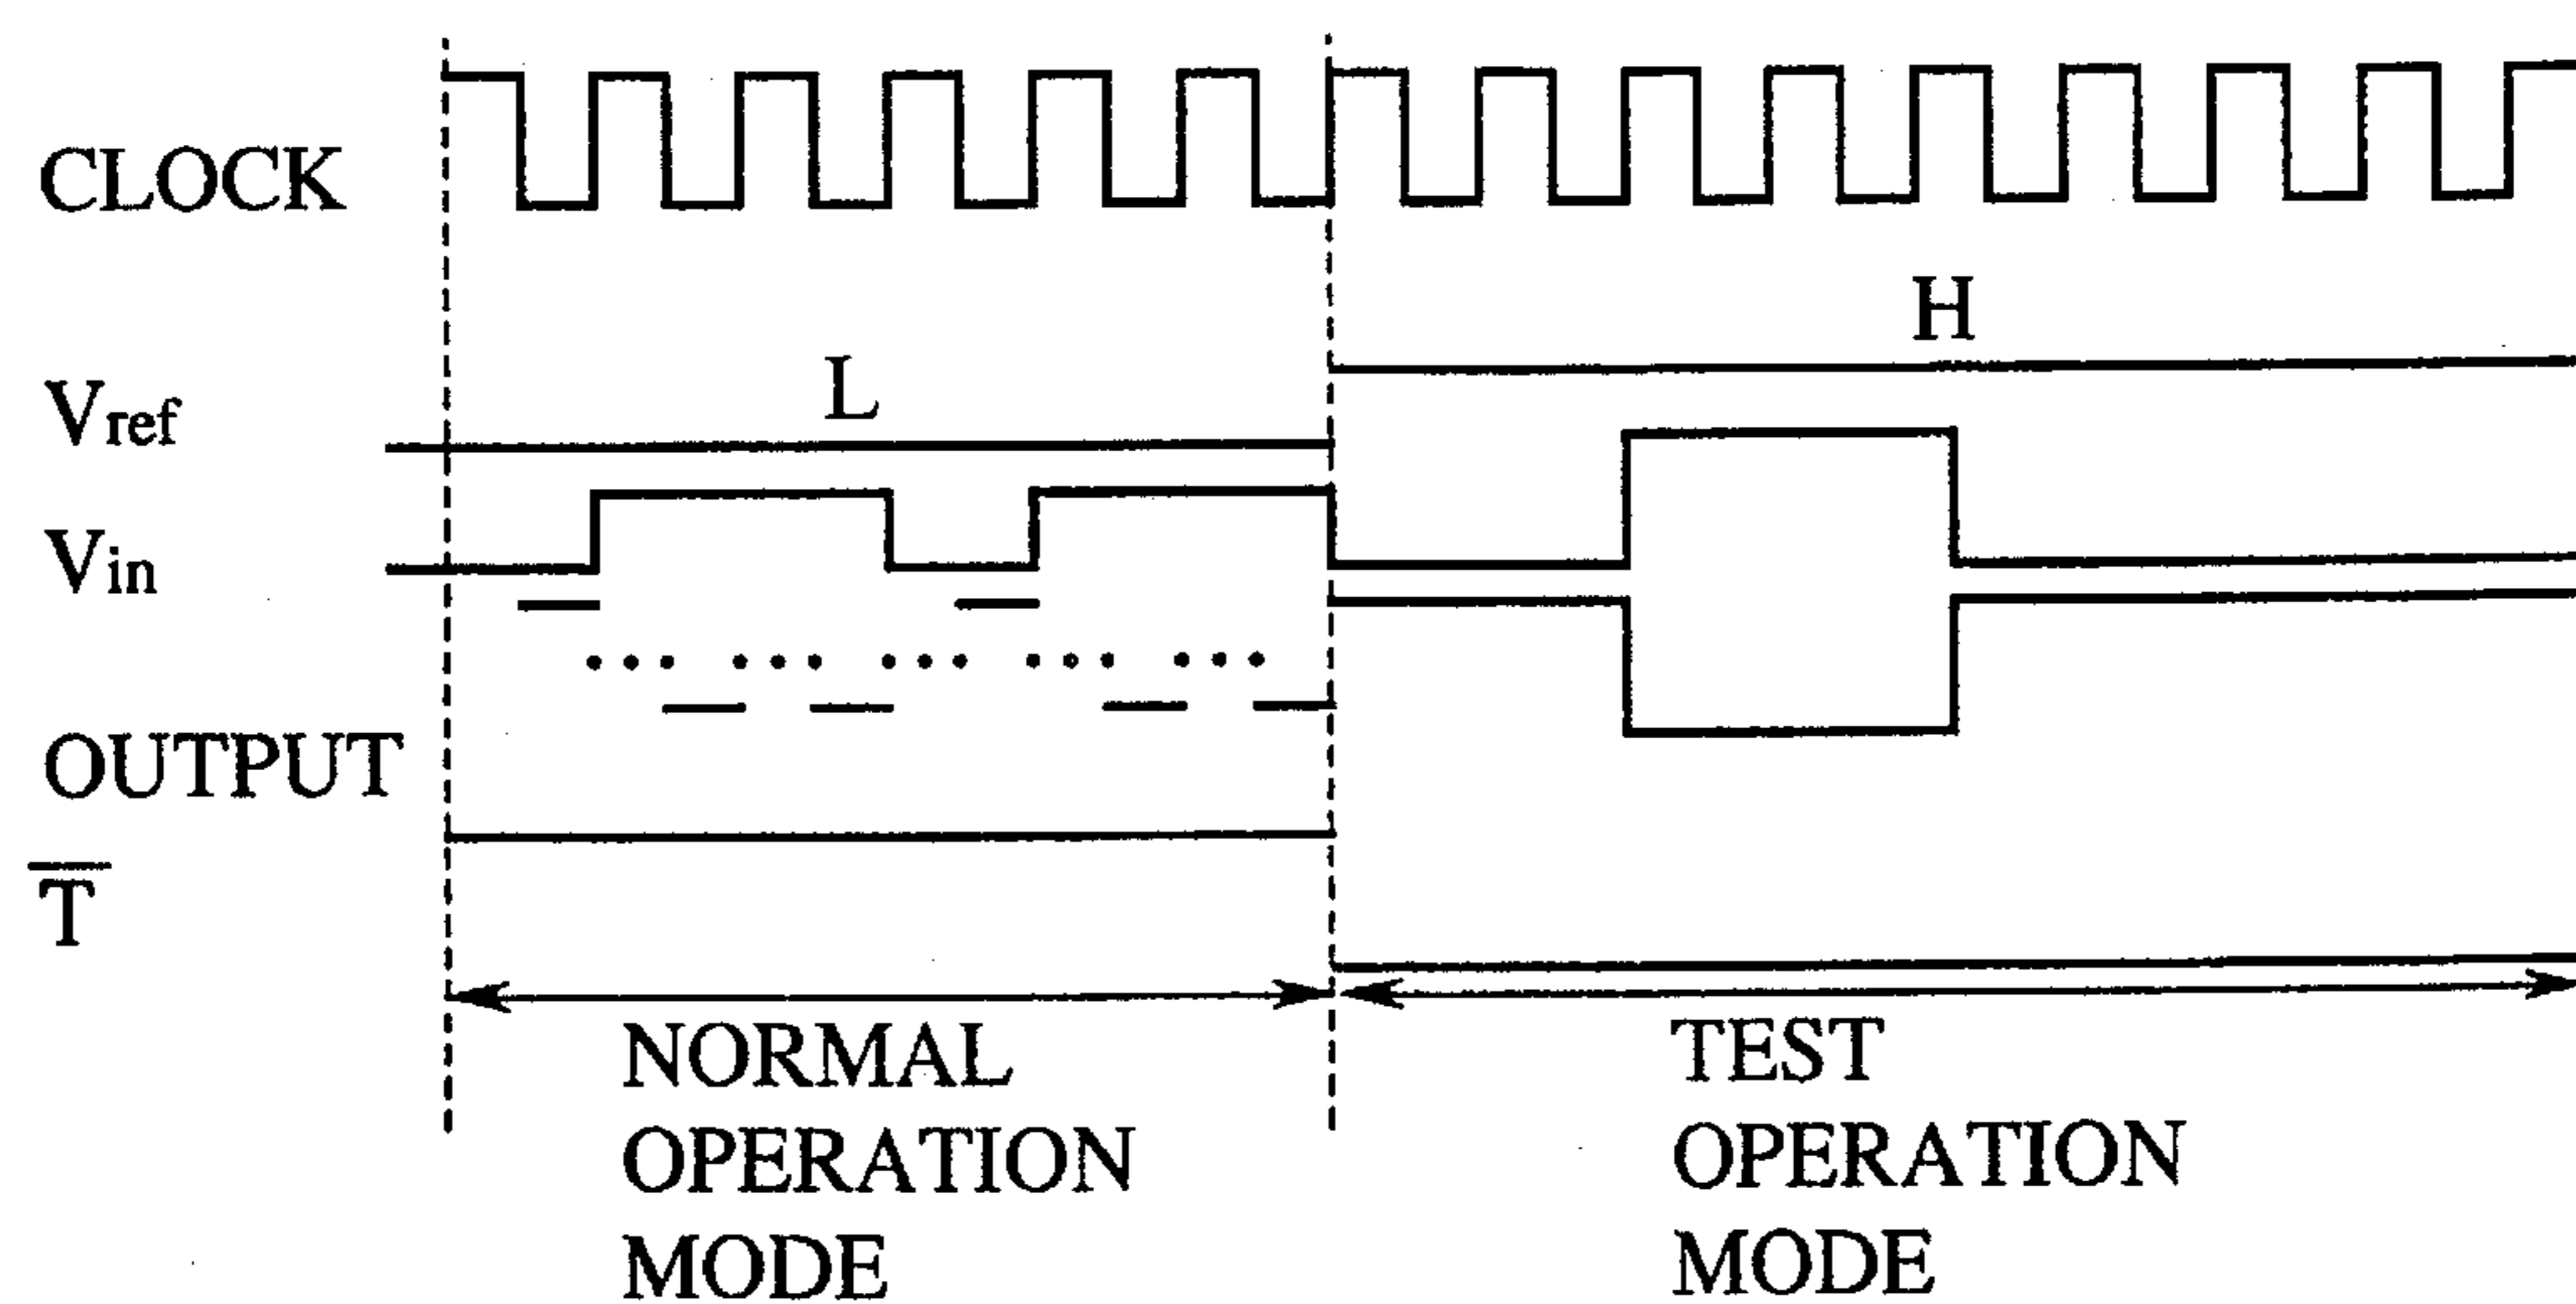 CLOCK
H
L
Vref
Vin
OUTPUT
T̅
NORMAL
OPERATION
MODE
TEST
OPERATION
MODE